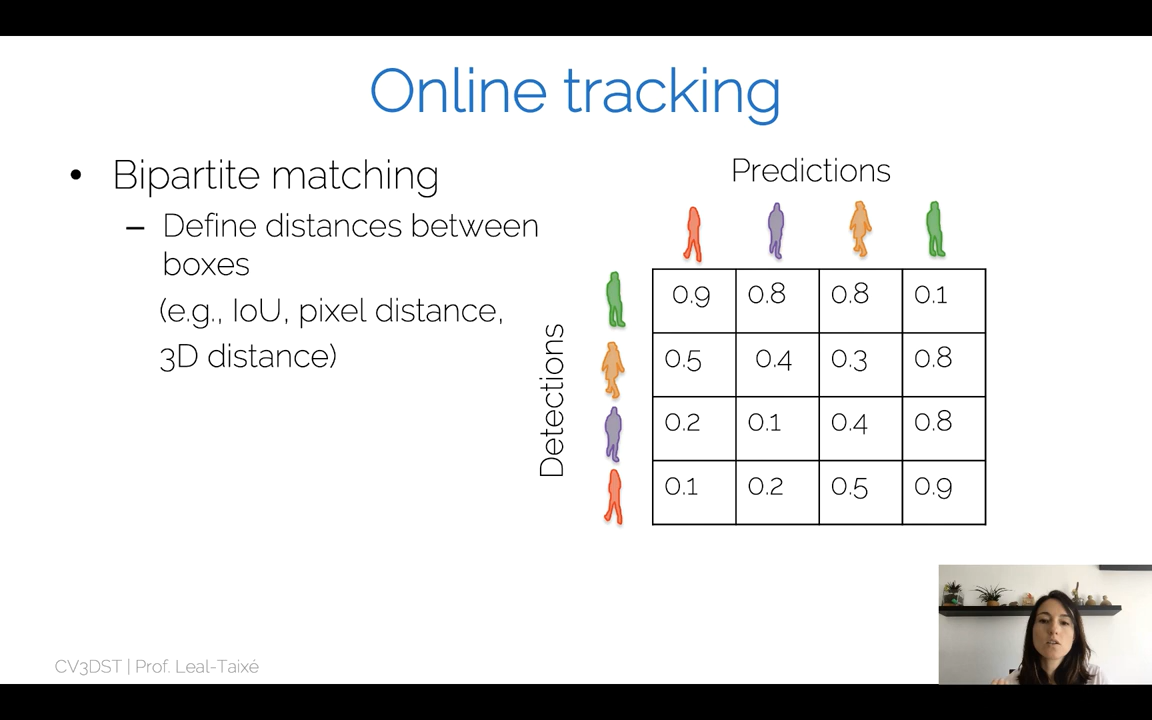 Online tracking
• Bipartite matching
– Define distances between
boxes
(e.g., IoU, pixel distance,
3D distance)
Predictions
Detections
0.9 0.8 0.8 0.1
0.5 0.4 0.3 0.8
0.2 0.1 0.4 0.8
0.1 0.2 0.5 0.9
CV3DST | Prof. Leal-Taixé